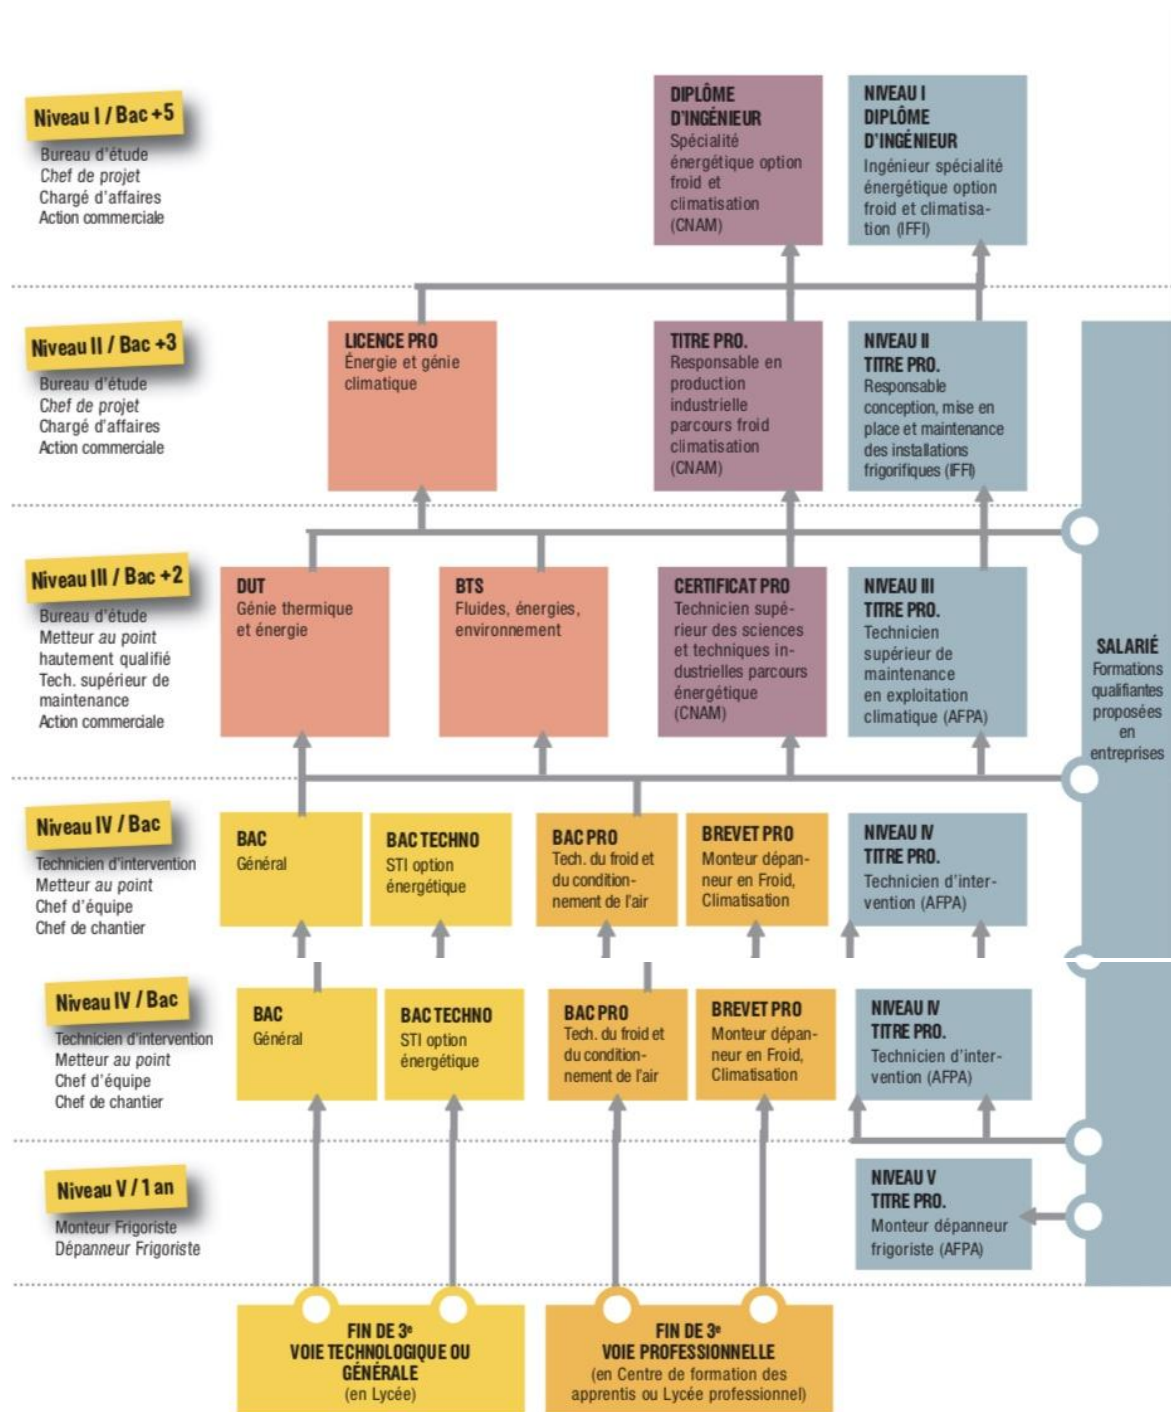 Niveau I / Bac +5
Bureau d'étude
Chef de projet
Chargé d'affaires
Action commerciale
DIPLÔME
D'INGÉNIEUR
Spécialité
énergétique option
froid et
climatisation
(CNAM)
NIVEAU I
DIPLÔME
D'INGÉNIEUR
Ingénieur spécialité
énergétique option
froid et climatisa-
tion (IFFI)
Niveau II / Bac +3
Bureau d'étude
Chef de projet
Chargé d'affaires
Action commerciale
LICENCE PRO
Énergie et génie
climatique
TITRE PRO.
Responsable en
production
industrielle
parcours froid
climatisation
(CNAM)
NIVEAU II
TITRE PRO.
Responsable
conception, mise en
place et maintenance
des installations
frigorifiques (IFFI)
Niveau III / Bac +2
Bureau d'étude
Metteur au point
hautement qualifié
Tech. supérieur de
maintenance
Action commerciale
DUT
Génie thermique
et énergie
BTS
Fluides, énergies,
environnement
CERTIFICAT PRO
Technicien supé-
rieur des sciences
et techniques in-
dustrielles parcours
énergétique
(CNAM)
NIVEAU III
TITRE PRO.
Technicien
supérieur de
maintenance
en exploitation
climatique (AFPA)
SALARIÉ
Formations
qualifiantes
proposées
en
entreprises
Niveau IV / Bac
Technicien d'intervention
Metteur au point
Chef d'équipe
Chef de chantier
BAC
Général
BAC TECHNO
STI option
énergétique
BAC PRO
Tech. du froid et
du condition-
nement de l'air
BREVET PRO
Monteur dépan-
neur en Froid,
Climatisation
NIVEAU IV
TITRE PRO.
Technicien d'inter-
vention (AFPA)
Niveau IV / Bac
Technicien d'intervention
Metteur au point
Chef d'équipe
Chef de chantier
BAC
Général
BAC TECHNO
STI option
énergétique
BAC PRO
Tech. du froid et
du condition-
nement de l'air
BREVET PRO
Monteur dépan-
neur en Froid,
Climatisation
NIVEAU IV
TITRE PRO.
Technicien d'inter-
vention (AFPA)
Niveau V / 1 an
Monteur Frigoriste
Dépanneur Frigoriste
NIVEAU V
TITRE PRO.
Monteur dépanneur
frigoriste (AFPA)
FIN DE 3e
VOIE TECHNOLOGIQUE OU
GÉNÉRALE
(en Lycée)
FIN DE 3e
VOIE PROFESSIONNELLE
(en Centre de formation des
apprentis ou Lycée professionnel)